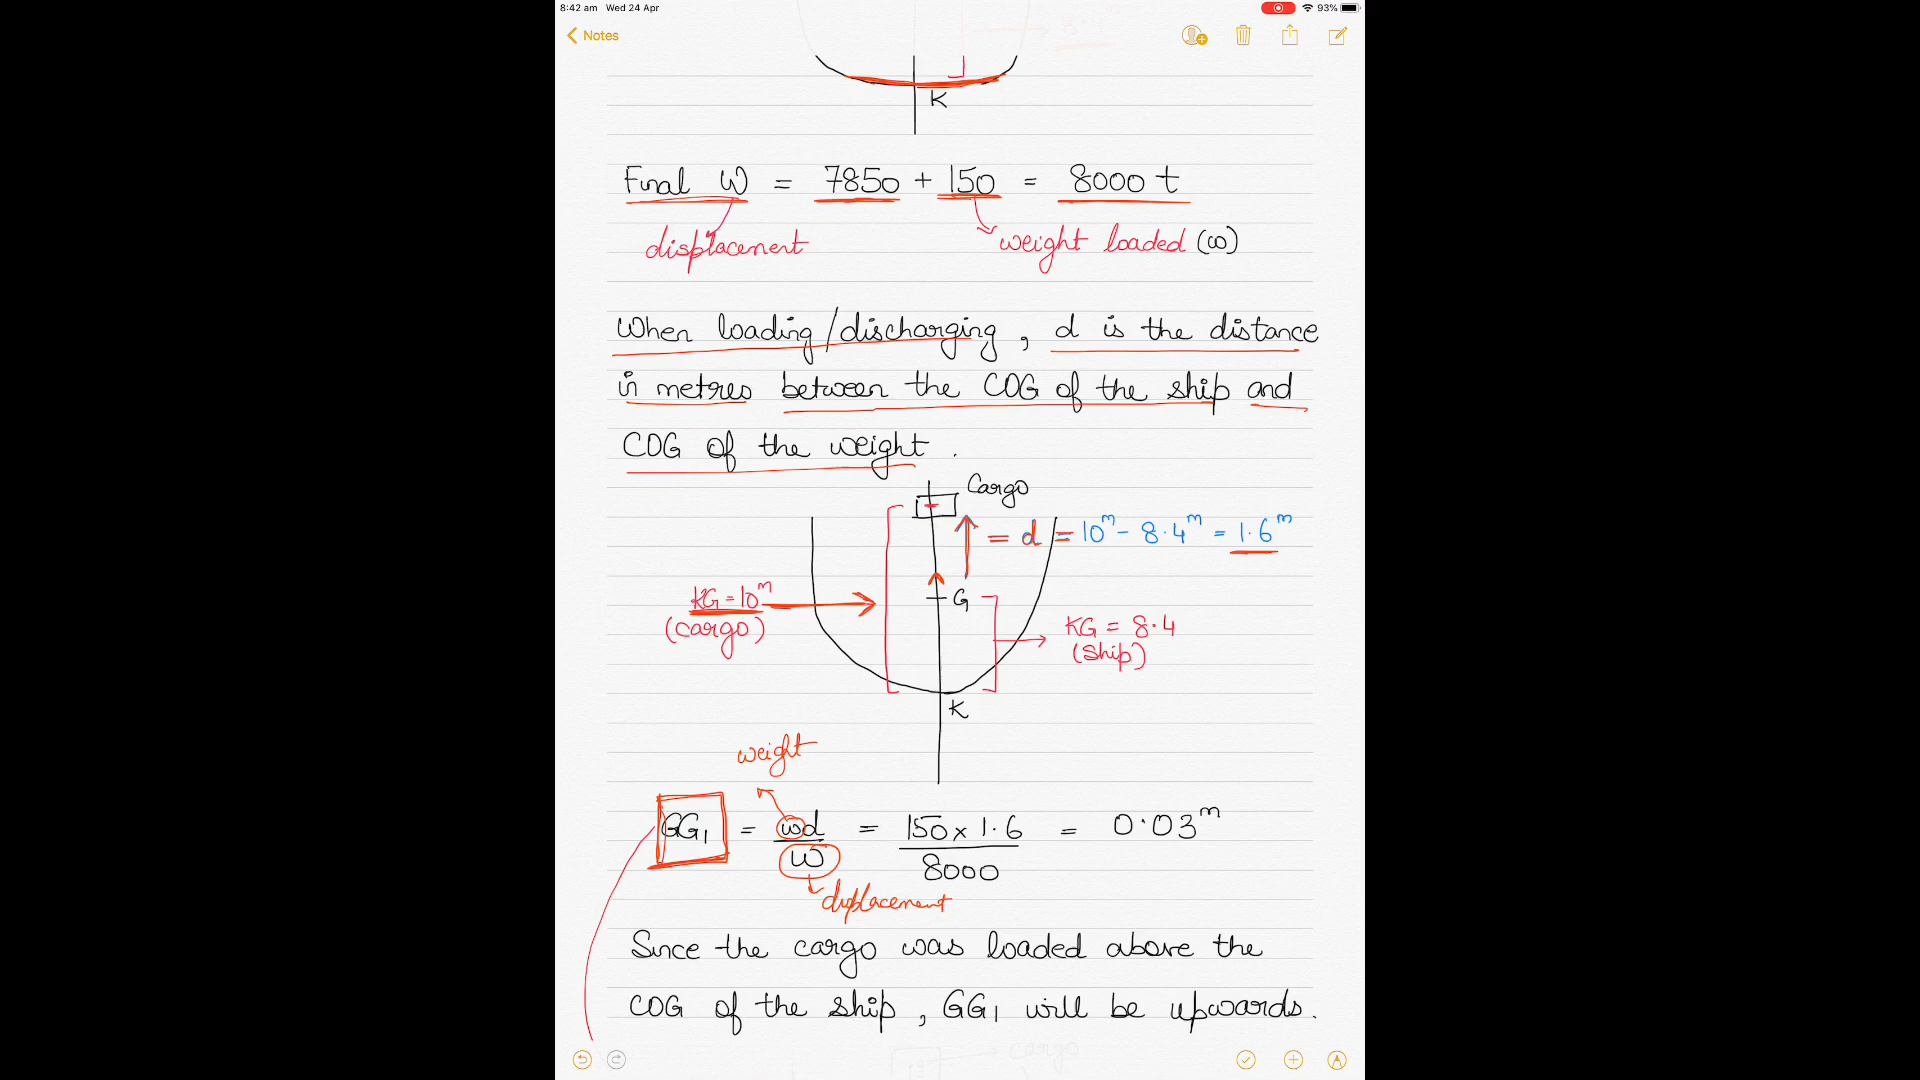 8:42 am Wed 24 Apr
93%
Notes
K
Final W = 7850 + 150 = 8000 t
displacement
weight loaded (w)
When loading/discharging, d is the distance
in metres between the COG of the ship and
COG of the weight.
Cargo
= d = 10m - 8.4m = 1.6m
KG = 10m
(cargo)
G
KG = 8.4
(ship)
K
weight
GG1 = wd/W = 150 x 1.6/8000 = 0.03m
displacement
Since the cargo was loaded above the
COG of the ship, GG1 will be upwards.
cargo